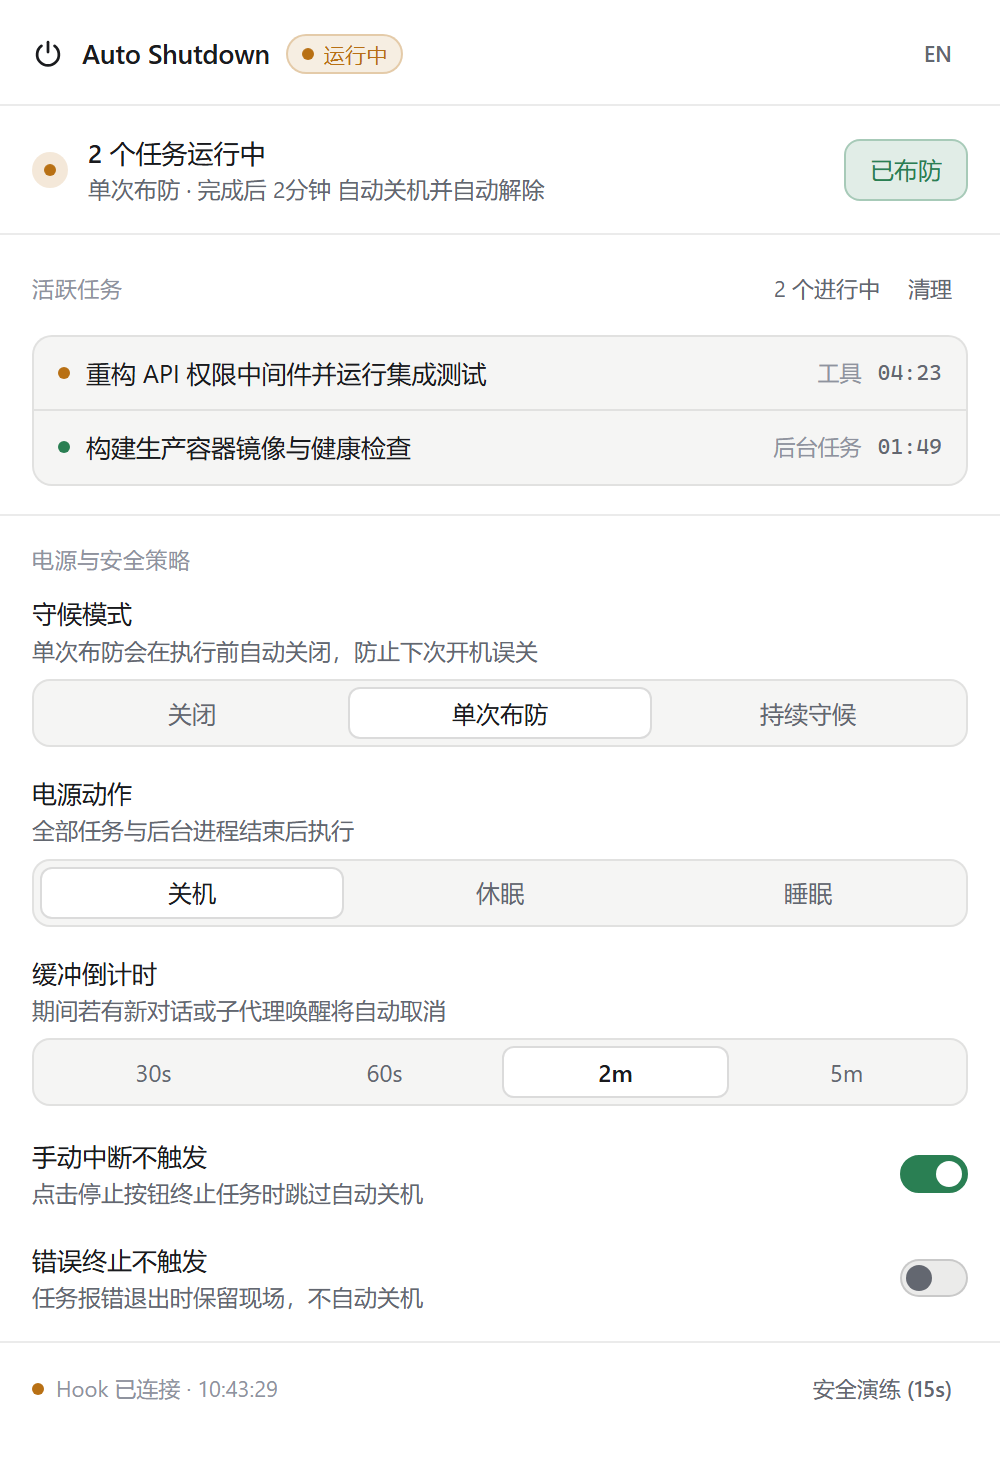 Auto Shutdown
运行中
EN
2 个任务运行中
单次布防 · 完成后 2分钟 自动关机并自动解除
已布防
活跃任务
2 个进行中
清理
重构 API 权限中间件并运行集成测试
工具
04:23
构建生产容器镜像与健康检查
后台任务
01:49
电源与安全策略
守候模式
单次布防会在执行前自动关闭，防止下次开机误关
关闭
单次布防
持续守候
电源动作
全部任务与后台进程结束后执行
关机
休眠
睡眠
缓冲倒计时
期间若有新对话或子代理唤醒将自动取消
30s
60s
2m
5m
手动中断不触发
点击停止按钮终止任务时跳过自动关机
错误终止不触发
任务报错退出时保留现场，不自动关机
Hook 已连接 · 10:43:29
安全演练 (15s)